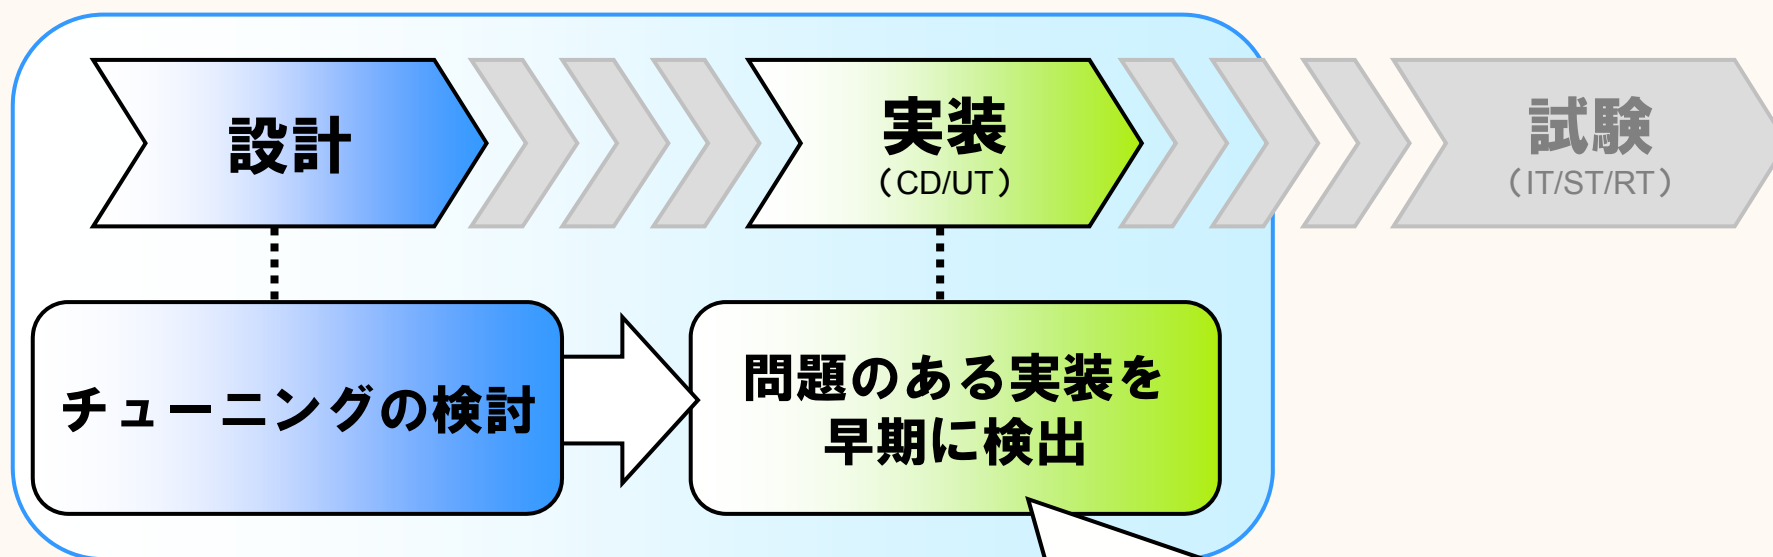 設計
実装
（CD/UT）
試験
（IT/ST/RT）
チューニングの検討
問題のある実装を
早期に検出